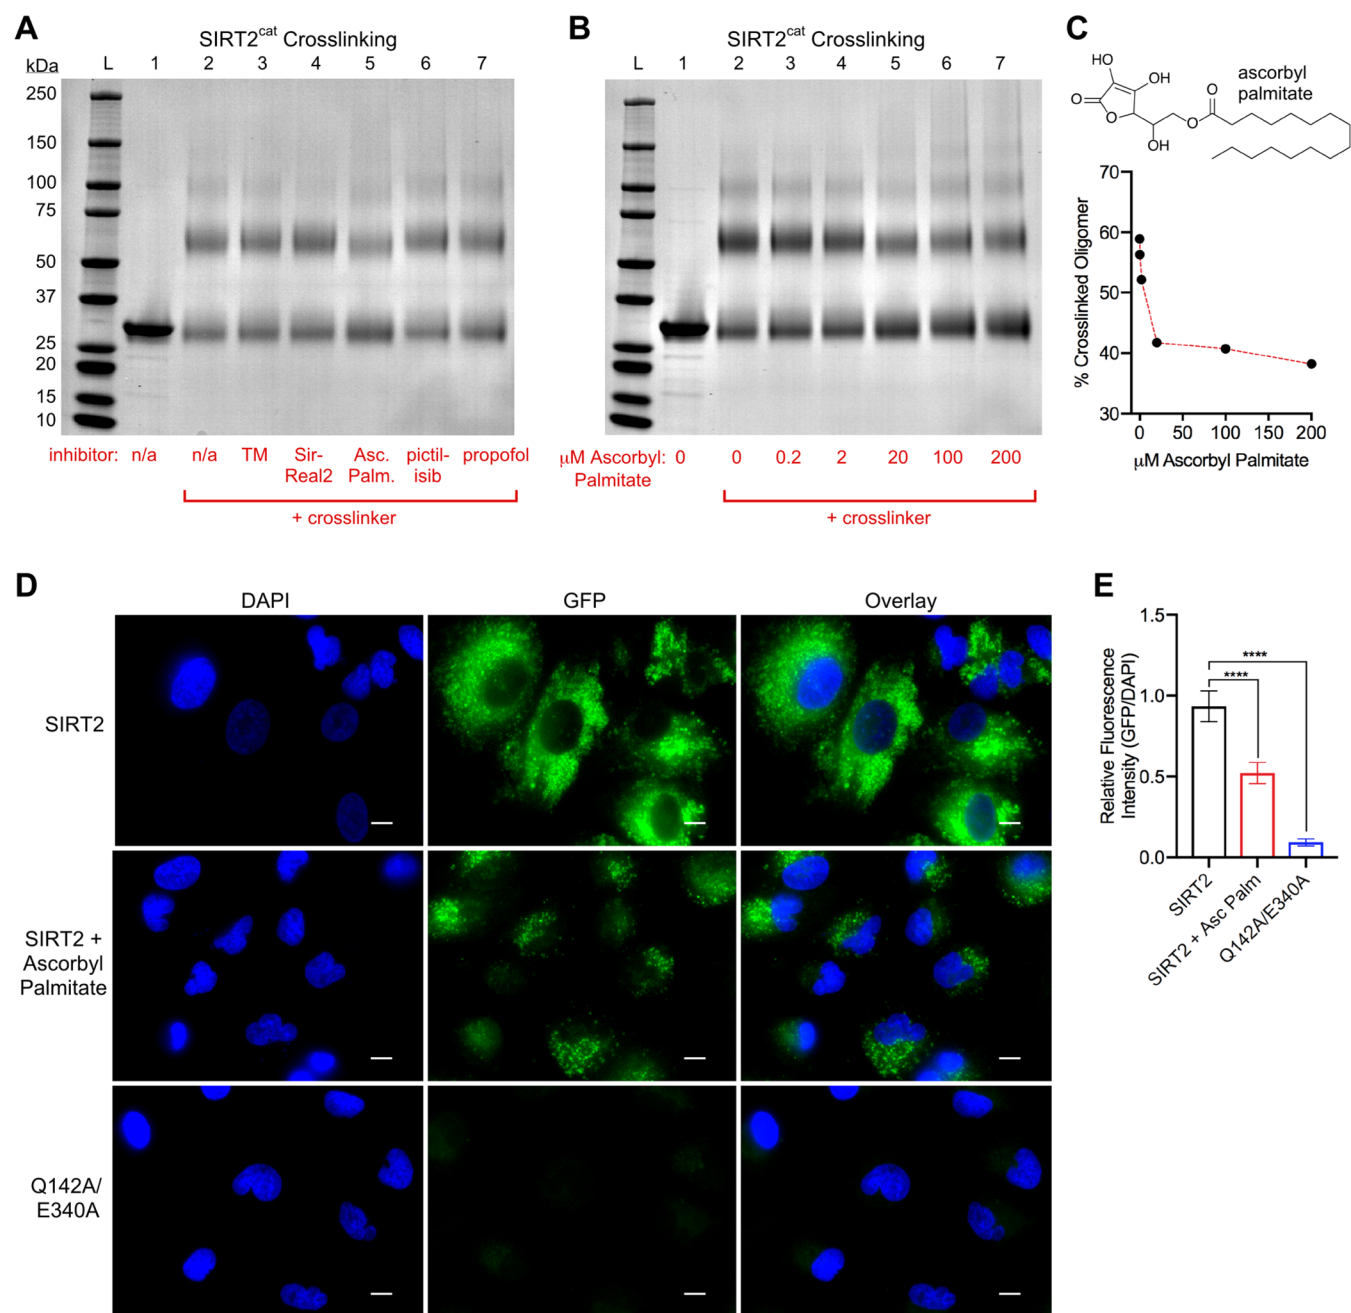 A
SIRT2cat Crosslinking
kDa L 1 2 3 4 5 6 7
250
150
100
75
50
37
25
20
15
10
inhibitor: n/a n/a TM Sir- Asc. pictil- propofol
Real2 Palm. isib
+ crosslinker
B
SIRT2cat Crosslinking
L 1 2 3 4 5 6 7
μM Ascorbyl: 0 0 0.2 2 20 100 200
Palmitate
+ crosslinker
C
HO
OH
O
O
OH
O
O
ascorbyl
palmitate
% Crosslinked Oligomer
70
60
50
40
30
0 50 100 150 200
μM Ascorbyl Palmitate
D
DAPI GFP Overlay
SIRT2
SIRT2 +
Ascorbyl
Palmitate
Q142A/
E340A
E
Relative Fluorescence
Intensity (GFP/DAPI)
1.5
1.0
0.5
0.0
****
****
SIRT2
SIRT2 + Asc Palm
Q142A/E340A